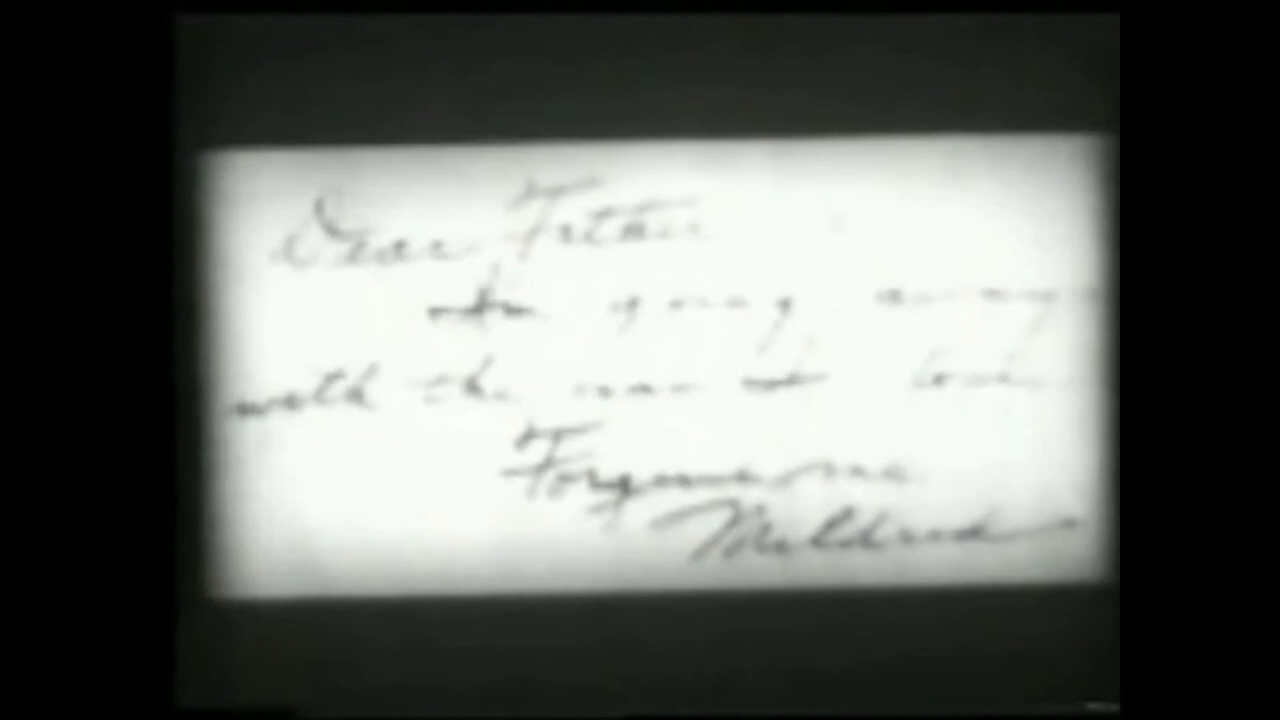 Dear Father
I'm going away
with the man I love
Forgive me
Mildred